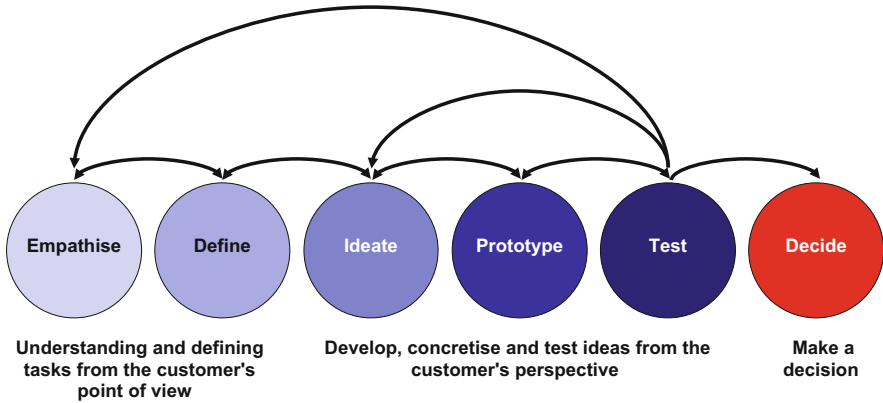 Empathise
Define
Ideate
Prototype
Test
Decide
Understanding and defining
tasks from the customer's
point of view
Develop, concretise and test ideas from the
customer's perspective
Make a
decision